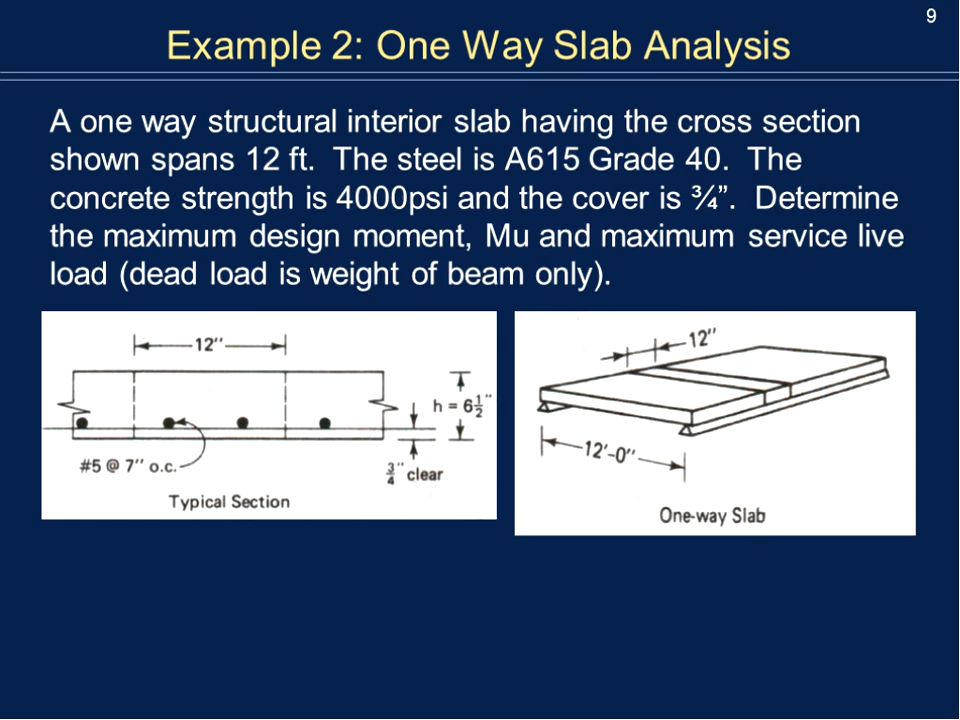 9
Example 2: One Way Slab Analysis
A one way structural interior slab having the cross section
shown spans 12 ft.  The steel is A615 Grade 40.  The
concrete strength is 4000psi and the cover is ¾”.  Determine
the maximum design moment, Mu and maximum service live
load (dead load is weight of beam only).
12"
h = 6 1/2"
#5 @ 7" o.c.
3/4" clear
Typical Section
12"
12'-0"
One-way Slab